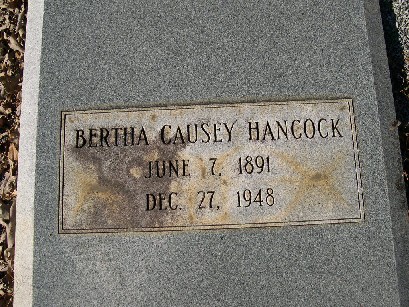 BERTHA CAUSEY HANCOCK
JUNE 7, 1891
DEC. 27, 1948